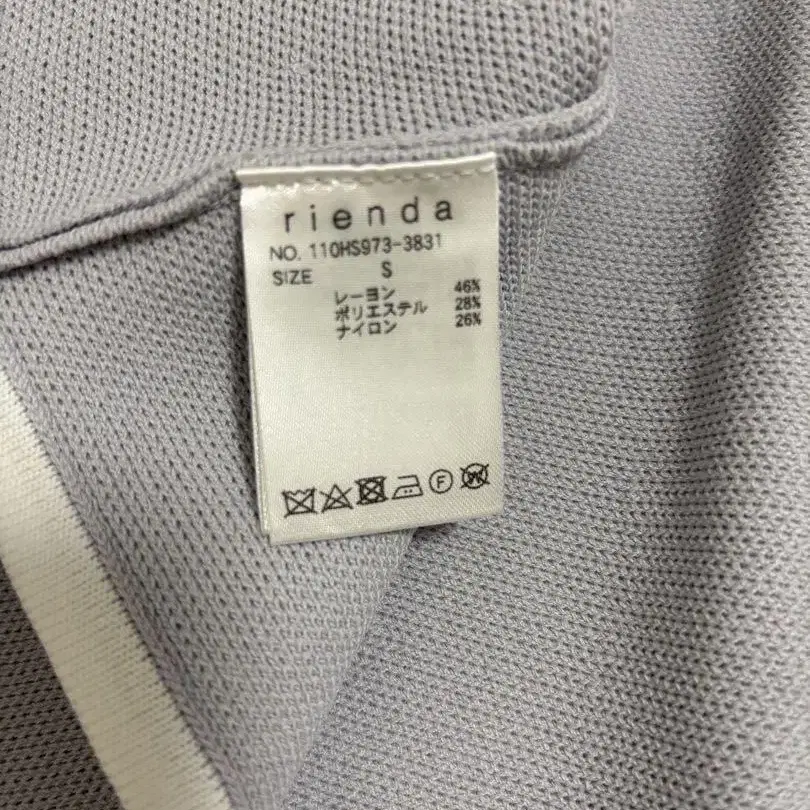 rienda
NO. 110HS973-3831
SIZE S
レーヨン 46%
ポリエステル 28%
ナイロン 26%
F W